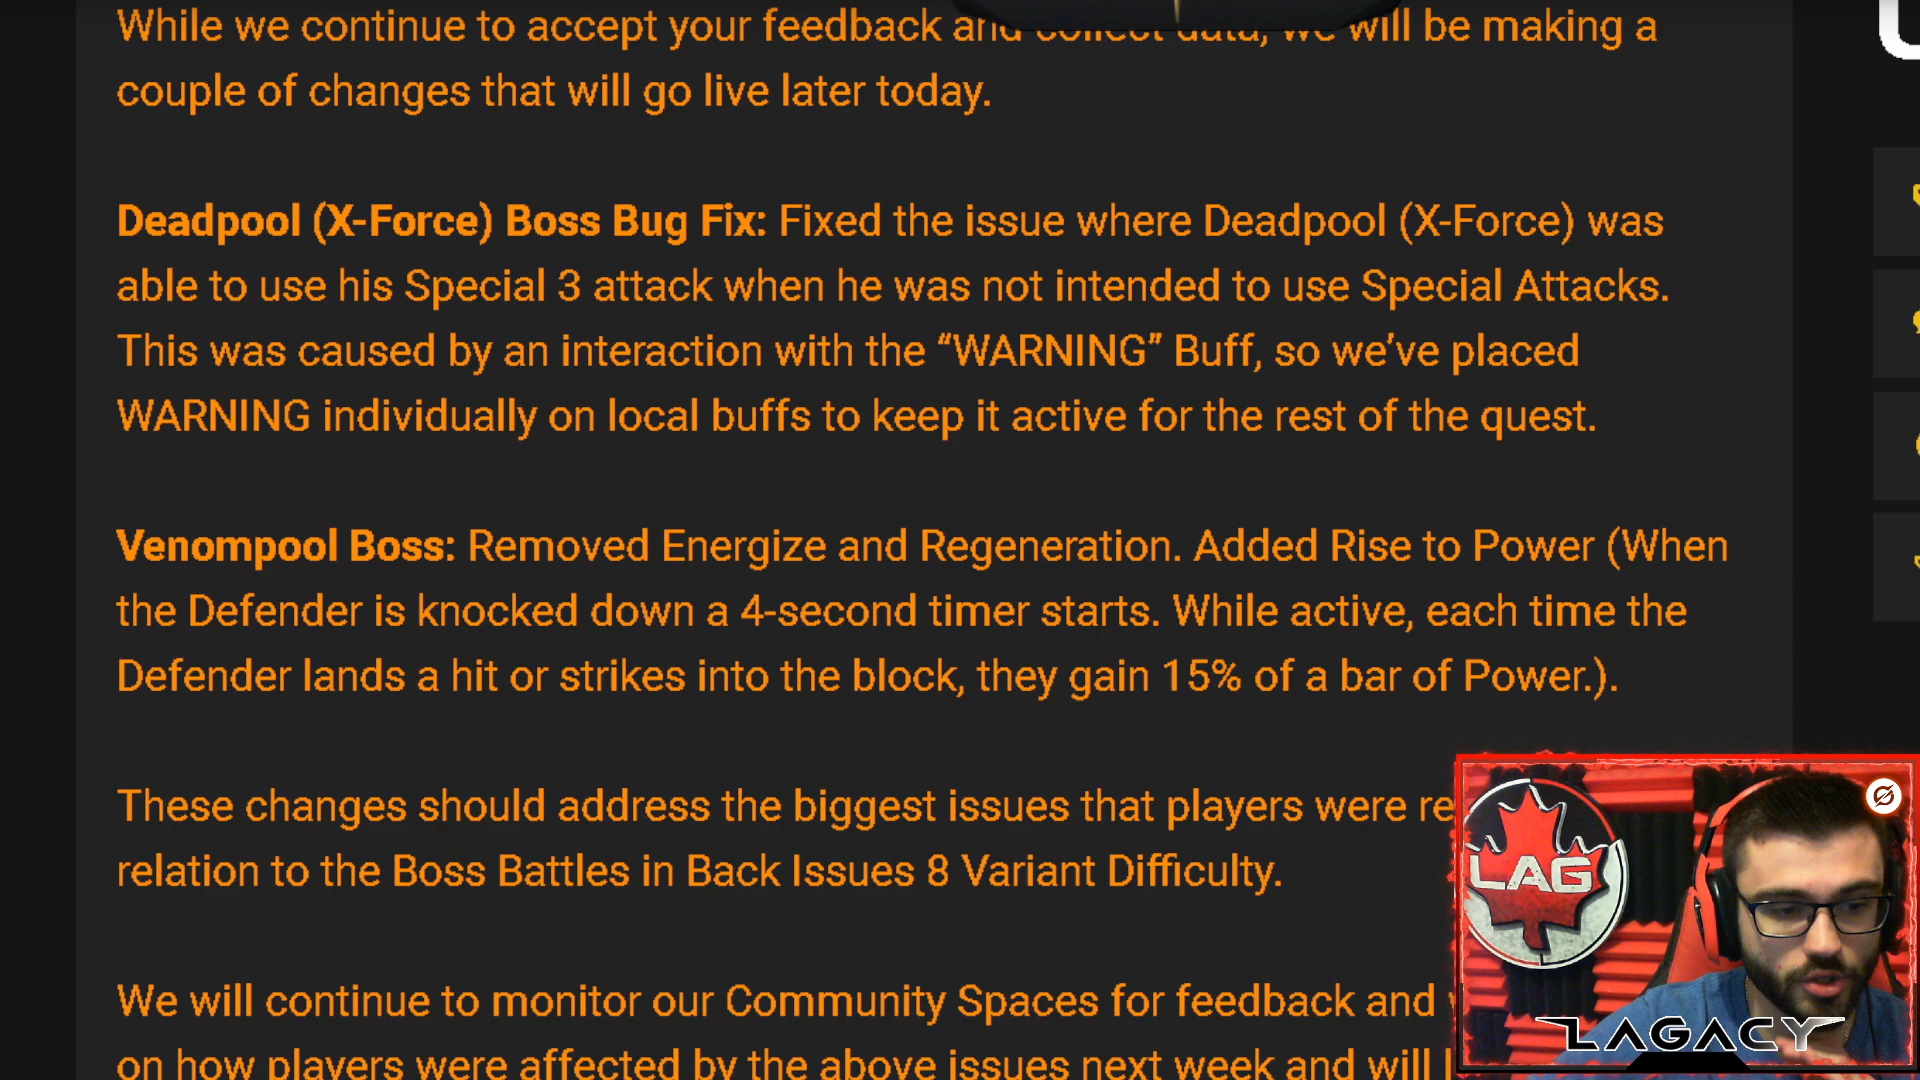 While we continue to accept your feedback and collect data, we will be making a
couple of changes that will go live later today.
Deadpool (X-Force) Boss Bug Fix: Fixed the issue where Deadpool (X-Force) was
able to use his Special 3 attack when he was not intended to use Special Attacks.
This was caused by an interaction with the “WARNING” Buff, so we’ve placed
WARNING individually on local buffs to keep it active for the rest of the quest.
Venompool Boss: Removed Energize and Regeneration. Added Rise to Power (When
the Defender is knocked down a 4-second timer starts. While active, each time the
Defender lands a hit or strikes into the block, they gain 15% of a bar of Power.).
These changes should address the biggest issues that players were
relation to the Boss Battles in Back Issues 8 Variant Difficulty.
We will continue to monitor our Community Spaces for feedback and
on how players were affected by the above issues next week and will
LAG
LAGACY